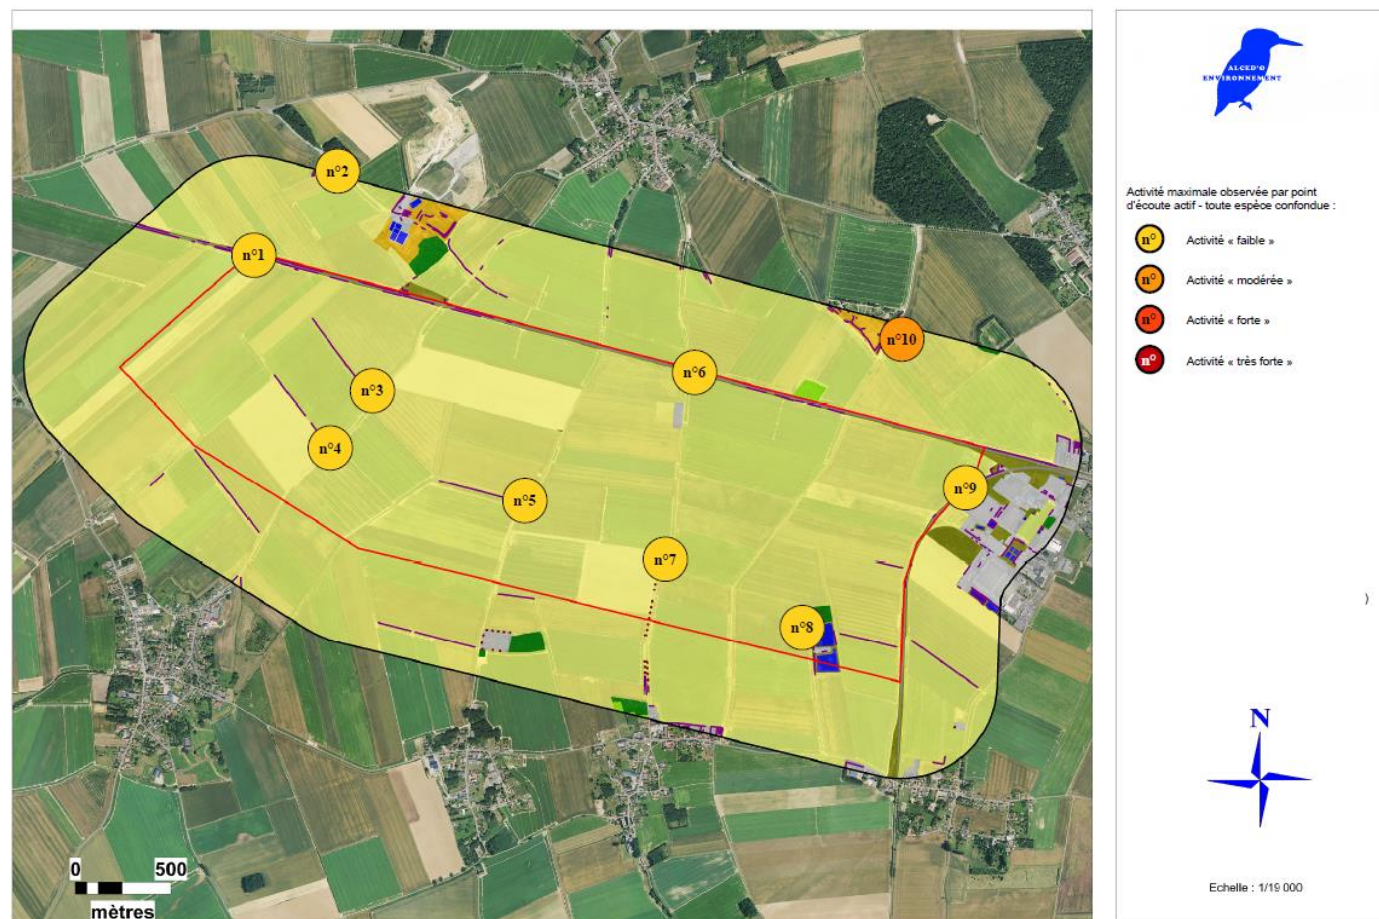 n°2
n°1
n°10
n°6
n°3
n°4
n°9
n°5
n°7
n°8
0 500
mètres
ALCED'O
ENVIRONNEMENT
Activité maximale observée par point
d'écoute actif - toute espèce confondue :
n° Activité « faible »
n° Activité « modérée »
n° Activité « forte »
n° Activité « très forte »
)
N
Echelle : 1/19 000